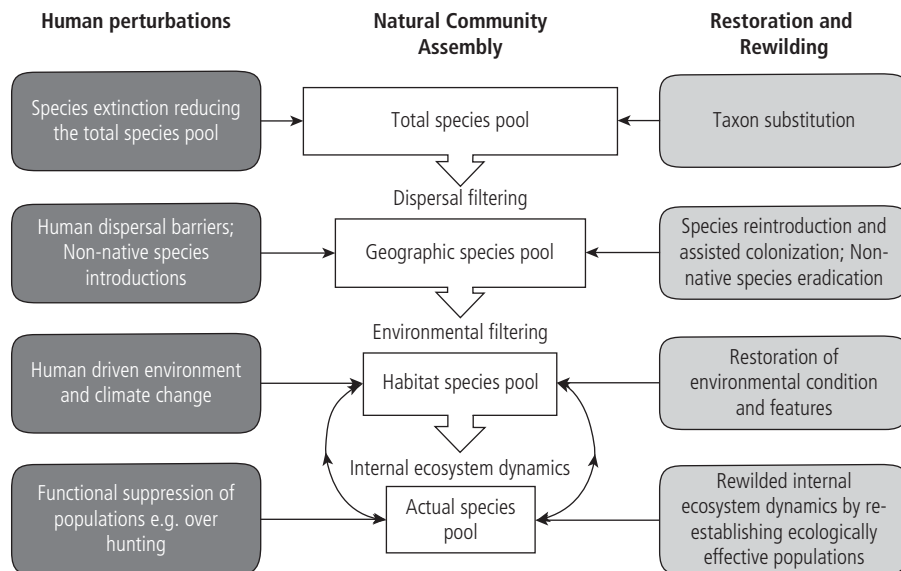 Human perturbations
Natural Community
Assembly
Restoration and
Rewilding
Species extinction reducing
the total species pool
Total species pool
Taxon substitution
Dispersal filtering
Human dispersal barriers;
Non-native species
introductions
Geographic species pool
Species reintroduction and
assisted colonization; Non-
native species eradication
Environmental filtering
Human driven environment
and climate change
Habitat species pool
Restoration of
environmental condition
and features
Internal ecosystem dynamics
Functional suppression of
populations e.g. over
hunting
Actual species
pool
Rewilded internal
ecosystem dynamics by re-
establishing ecologically
effective populations